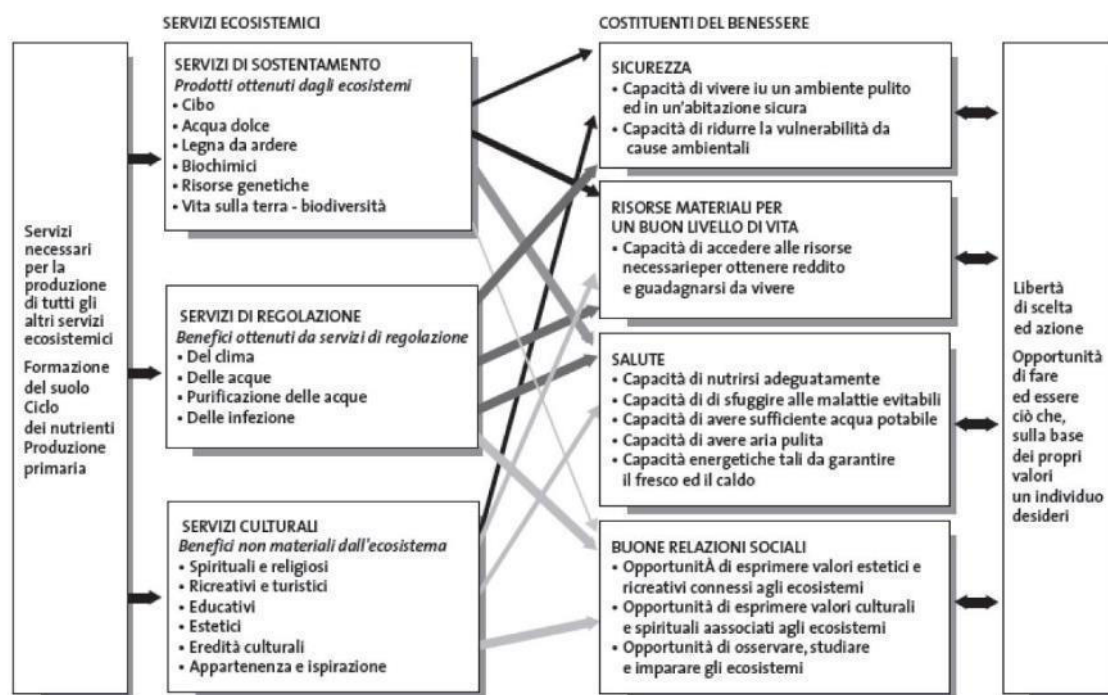 SERVIZI ECOSISTEMICI
COSTITUENTI DEL BENESSERE
Servizi
necessari
per la
produzione
di tutti gli
altri servizi
ecosistemici
Formazione
del suolo
Ciclo
dei nutrienti
Produzione
primaria
SERVIZI DI SOSTENTAMENTO
Prodotti ottenuti dagli ecosistemi
• Cibo
• Acqua dolce
• Legna da ardere
• Biochimici
• Risorse genetiche
• Vita sulla terra - biodiversità
SERVIZI DI REGOLAZIONE
Benefici ottenuti da servizi di regolazione
• Del clima
• Delle acque
• Purificazione delle acque
• Delle infezione
SERVIZI CULTURALI
Benefici non materiali dall'ecosistema
• Spirituali e religiosi
• Ricreativi e turistici
• Educativi
• Estetici
• Eredità culturali
• Appartenenza e ispirazione
SICUREZZA
• Capacità di vivere iu un ambiente pulito
ed in un'abitazione sicura
• Capacità di ridurre la vulnerabilità da
cause ambientali
RISORSE MATERIALI PER
UN BUON LIVELLO DI VITA
• Capacità di accedere alle risorse
necessarieper ottenere reddito
e guadagnarsi da vivere
SALUTE
• Capacità di nutrirsi adeguatamente
• Capacità di di sfuggire alle malattie evitabili
• Capacità di avere sufficiente acqua potabile
• Capacità di avere aria pulita
• Capacità energetiche tali da garantire
il fresco ed il caldo
BUONE RELAZIONI SOCIALI
• OpportunitÀ di esprimere valori estetici e
ricreativi connessi agli ecosistemi
• Opportunità di esprimere valori culturali
e spirituali aassociati agli ecosistemi
• Opportunità di osservare, studiare
e imparare gli ecosistemi
Libertà
di scelta
ed azione
Opportunità
di fare
ed essere
ciò che,
sulla base
dei propri
valori
un individuo
desideri